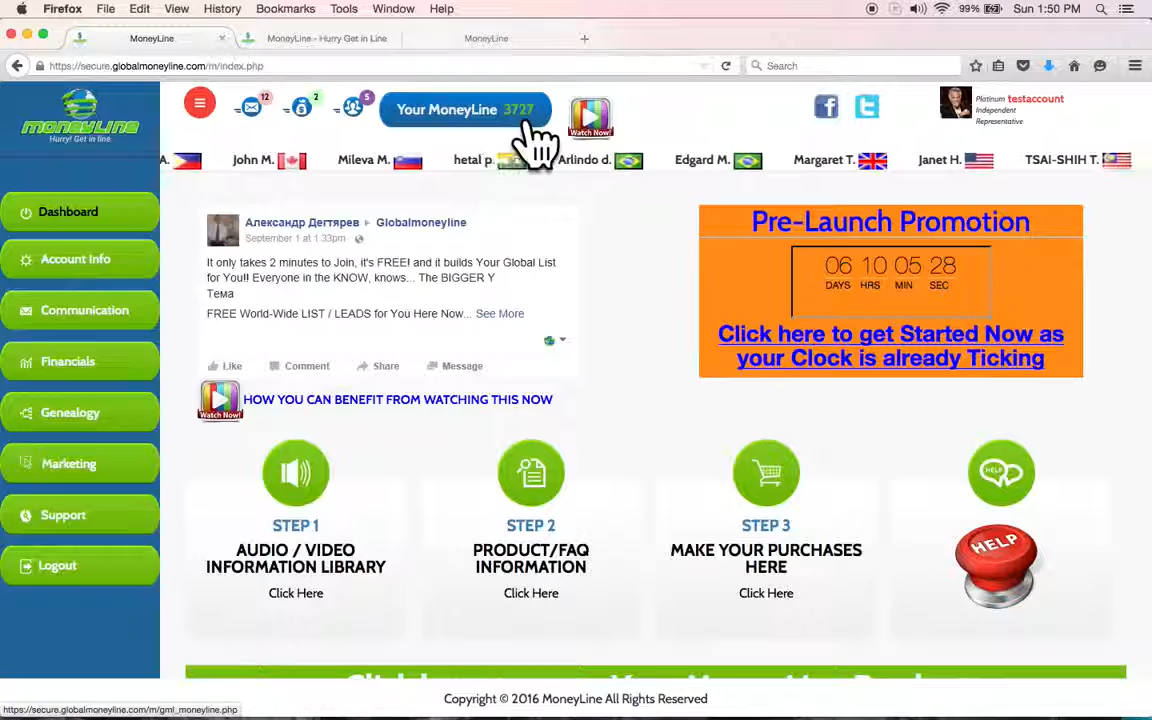 Firefox File Edit View History Bookmarks Tools Window Help 99% Sun 1:50 PM
MoneyLine MoneyLine - Hurry Get in Line MoneyLine
https://secure.globalmoneyline.com/m/index.php Search
MONEYLINE
Hurry! Get in line
12 2 5 Your MoneyLine 3727 Watch Now!
Platinum testaccount
Independent
Representative
A. John M. Mileva M. hetal p. Arlindo d. Edgard M. Margaret T. Janet H. TSAI-SHIH T.
Dashboard
Account Info
Communication
Financials
Genealogy
Marketing
Support
Logout
Александр Дегтярев Globalmoneyline
September 1 at 1:33pm
It only takes 2 minutes to Join, it's FREE! and it builds Your Global List
for You!! Everyone in the KNOW, knows... The BIGGER Y
Тема
FREE World-Wide LIST / LEADS for You Here Now... See More
Like Comment Share Message
Watch Now! HOW YOU CAN BENEFIT FROM WATCHING THIS NOW
Pre-Launch Promotion
06 10 05 28
DAYS HRS MIN SEC
Click here to get Started Now as
your Clock is already Ticking
STEP 1
AUDIO / VIDEO
INFORMATION LIBRARY
Click Here
STEP 2
PRODUCT/FAQ
INFORMATION
Click Here
STEP 3
MAKE YOUR PURCHASES
HERE
Click Here
HELP
HELP
Copyright © 2016 MoneyLine All Rights Reserved
https://secure.globalmoneyline.com/m/gml_moneyline.php